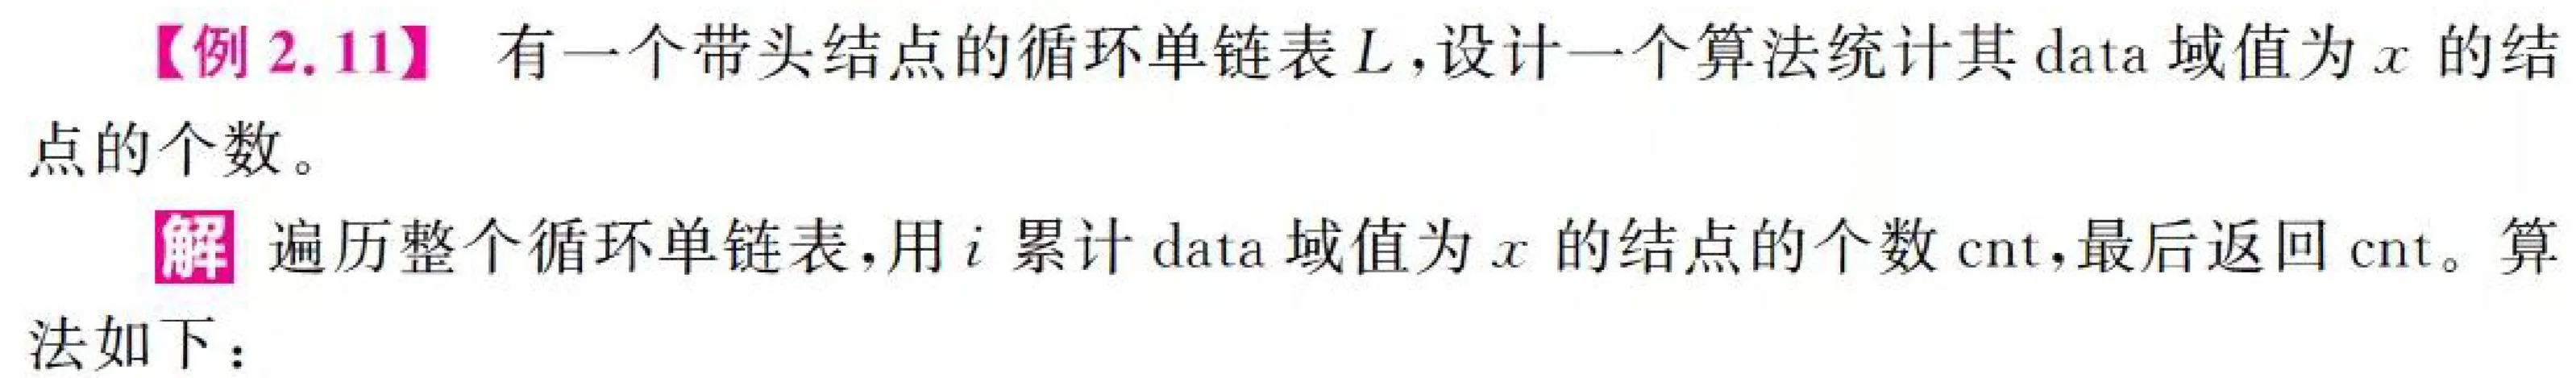 【例 2.11】 有一个带头结点的循环单链表 L,设计一个算法统计其 data 域值为 x 的结
点的个数。
解 遍历整个循环单链表,用 i 累计 data 域值为 x 的结点的个数 cnt,最后返回 cnt。算
法如下: